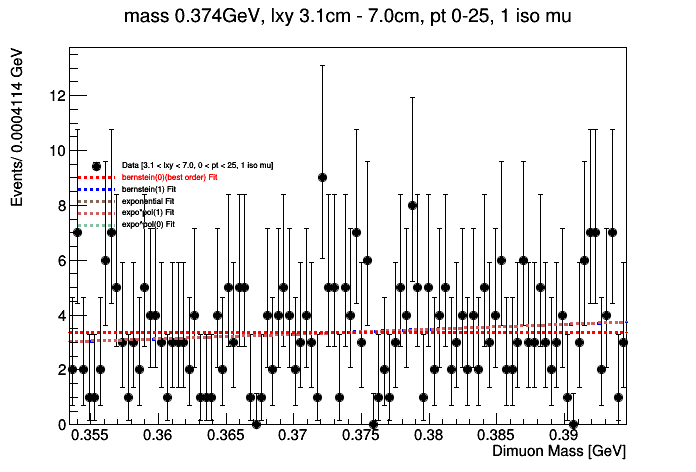 mass 0.374GeV, lxy 3.1cm - 7.0cm, pt 0-25, 1 iso mu
Events/ 0.0004114 GeV
12
10
8
6
4
2
0
Data [3.1 < lxy < 7.0, 0 < pt < 25, 1 iso mu]
bernstein(0)(best order) Fit
bernstein(1) Fit
exponential Fit
expo*pol(1) Fit
expo*pol(0) Fit
0.355 0.36 0.365 0.37 0.375 0.38 0.385 0.39
Dimuon Mass [GeV]